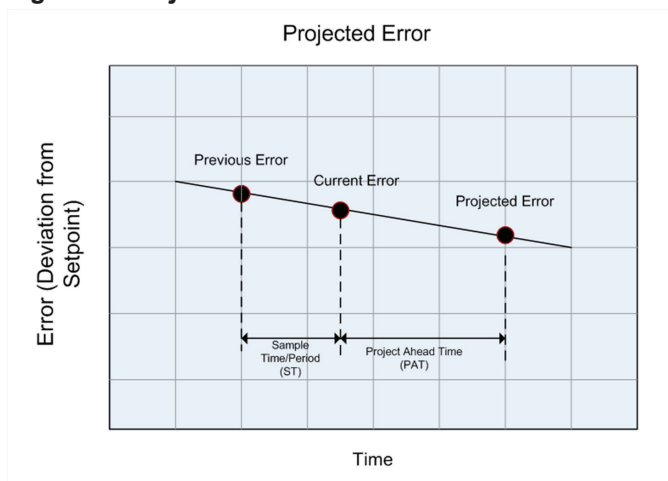 Projected Error
Error (Deviation from
Setpoint)
Previous Error
Current Error
Projected Error
Sample
Time/Period
(ST)
Project Ahead Time
(PAT)
Time